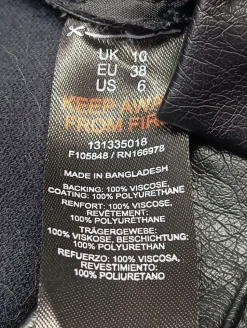 UK 10
EU 38
US 6
KEEP AWAY
FROM FIRE
131335018
F105848 / RN166978
MADE IN BANGLADESH
BACKING: 100% VISCOSE,
COATING: 100% POLYURETHANE
RENFORT: 100% VISCOSE,
REVÊTEMENT:
100% POLYURETHANE
TRÄGERGEWEBE:
100% VISKOSE, BESCHICHTUNG:
100% POLYURETHAN
REFUERZO: 100% VISCOSA,
REVESTIMIENTO:
100% POLIURETANO